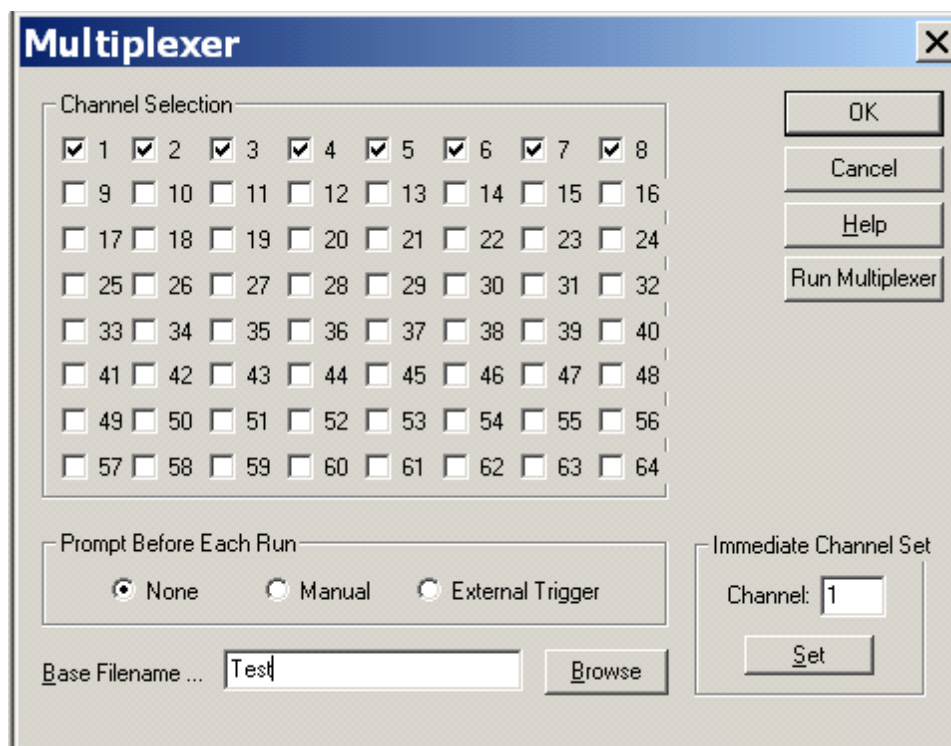 Multiplexer
Channel Selection
1 2 3 4 5 6 7 8
9 10 11 12 13 14 15 16
17 18 19 20 21 22 23 24
25 26 27 28 29 30 31 32
33 34 35 36 37 38 39 40
41 42 43 44 45 46 47 48
49 50 51 52 53 54 55 56
57 58 59 60 61 62 63 64
OK
Cancel
Help
Run Multiplexer
Prompt Before Each Run
None Manual External Trigger
Immediate Channel Set
Channel: 1
Set
Base Filename ... Test Browse